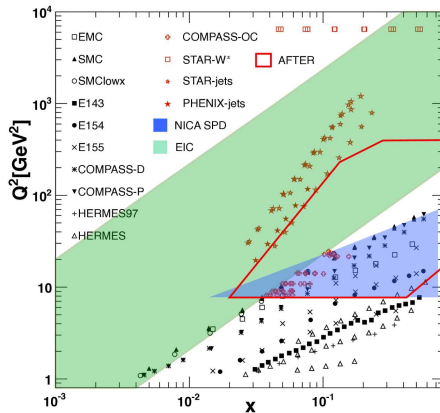 10⁴
10³
10²
10
1
Q²[GeV²]
EMC
SMC
SMClowx
E143
E154
E155
COMPASS-D
COMPASS-P
HERMES97
HERMES
COMPASS-OC
STAR-W±
STAR-jets
PHENIX-jets
NICA SPD
EIC
AFTER
10⁻³
10⁻²
10⁻¹
x